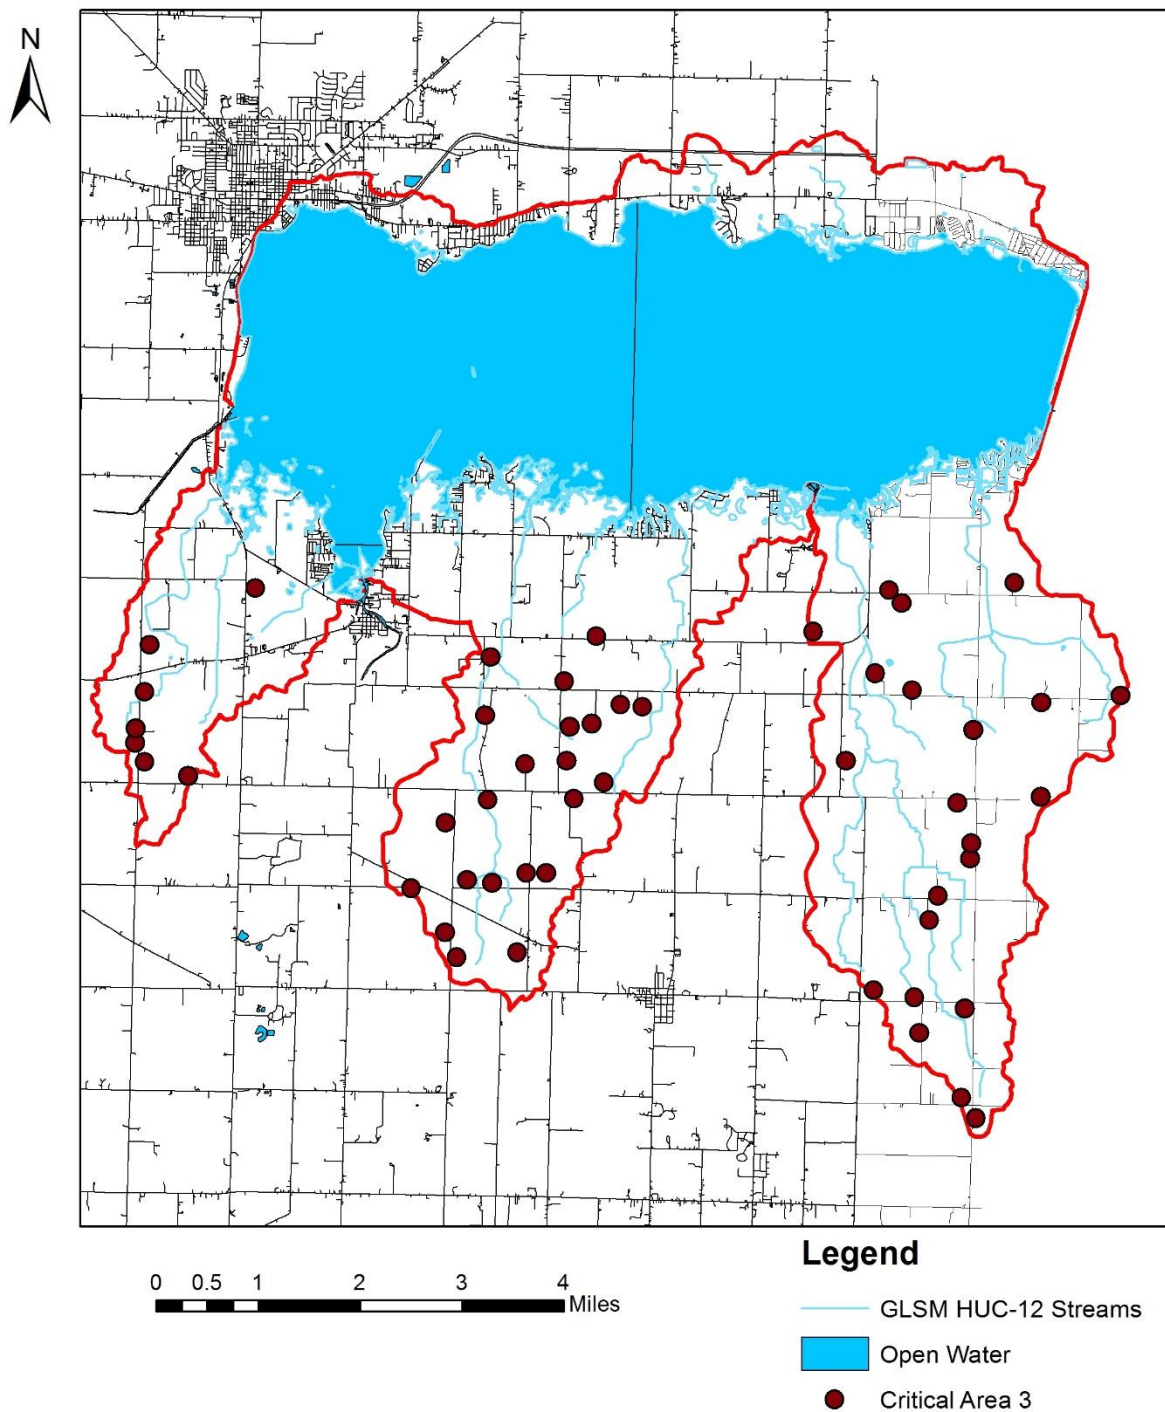 N
Legend
0 0.5 1 2 3 4
Miles
GLSM HUC-12 Streams
Open Water
Critical Area 3